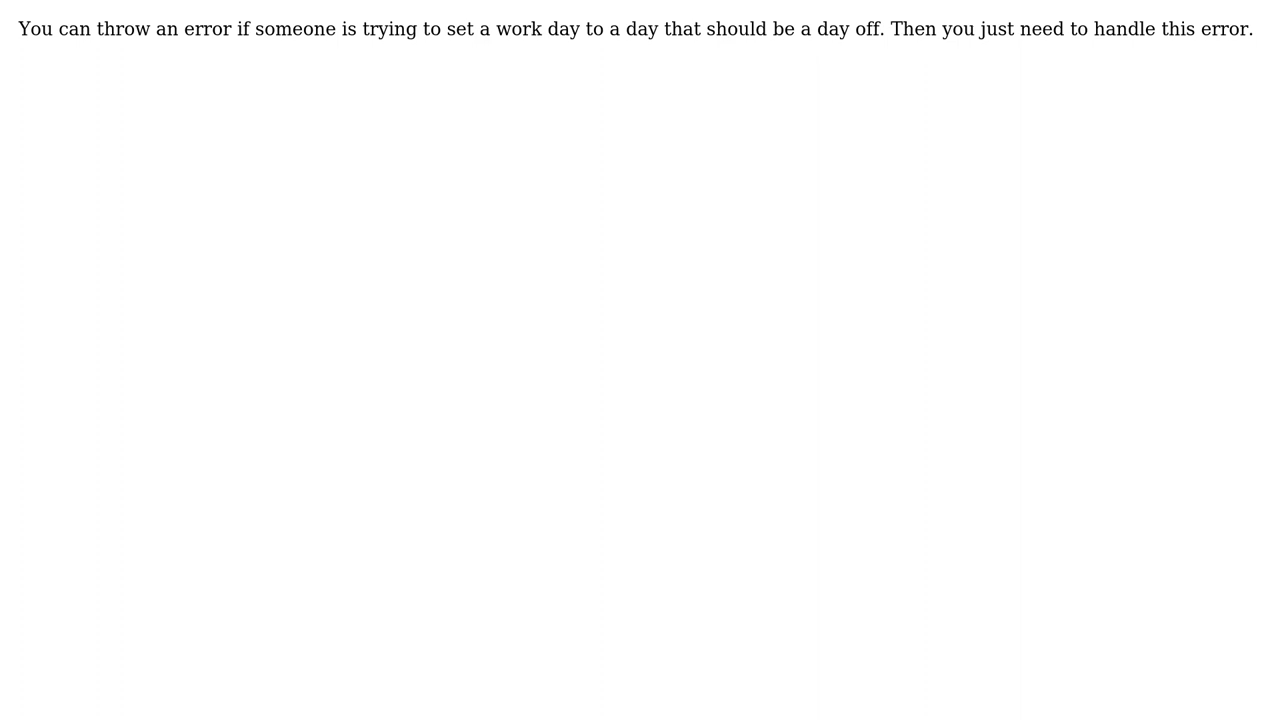 You can throw an error if someone is trying to set a work day to a day that should be a day off. Then you just need to handle this error.